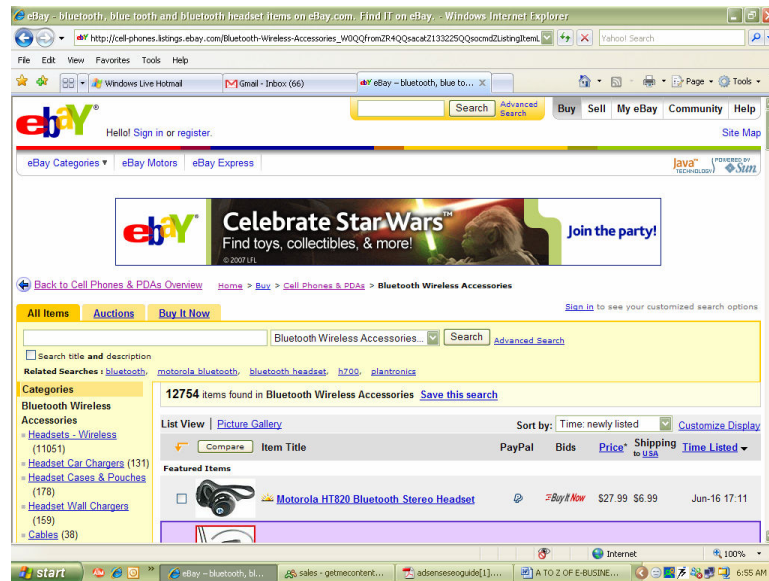 eBay - bluetooth, blue tooth and bluetooth headset items on eBay.com. Find IT on eBay. - Windows Internet Explorer
http://cell-phones.listings.ebay.com/Bluetooth-Wireless-Accessories_W0QQfromZR4QQsacatZ133225QQsocmdZListingItemL
Yahoo! Search
File Edit View Favorites Tools Help
Windows Live Hotmail
Gmail - Inbox (66)
eBay – bluetooth, blue to...
Page Tools
ebaY
Search
Advanced Search
Buy Sell My eBay Community Help
Hello! Sign in or register.
Site Map
eBay Categories eBay Motors eBay Express
Java TECHNOLOGY
POWERED BY Sun
ebaY
Celebrate Star Wars™
Find toys, collectibles, & more!
© 2007 LFL
Join the party!
Back to Cell Phones & PDAs Overview Home > Buy > Cell Phones & PDAs > Bluetooth Wireless Accessories
All Items Auctions Buy It Now
Sign in to see your customized search options
Bluetooth Wireless Accessories... Search Advanced Search
Search title and description
Related Searches : bluetooth, motorola bluetooth, bluetooth headset, h700, plantronics
Categories
12754 items found in Bluetooth Wireless Accessories Save this search
Bluetooth Wireless
Accessories
Headsets - Wireless
(11051)
Headset Car Chargers (131)
Headset Cases & Pouches
(178)
Headset Wall Chargers
(159)
Cables (38)
List View | Picture Gallery
Sort by: Time: newly listed
Customize Display
Compare Item Title PayPal Bids Price* Shipping to USA Time Listed
Featured Items
Motorola HT820 Bluetooth Stereo Headset
Buy It Now $27.99 $6.99 Jun-16 17:11
Internet 100%
start
eBay – bluetooth, bl...
sales - getmecontent...
adsenseseoguide[1]....
A TO Z OF E-BUSINE...
6:55 AM